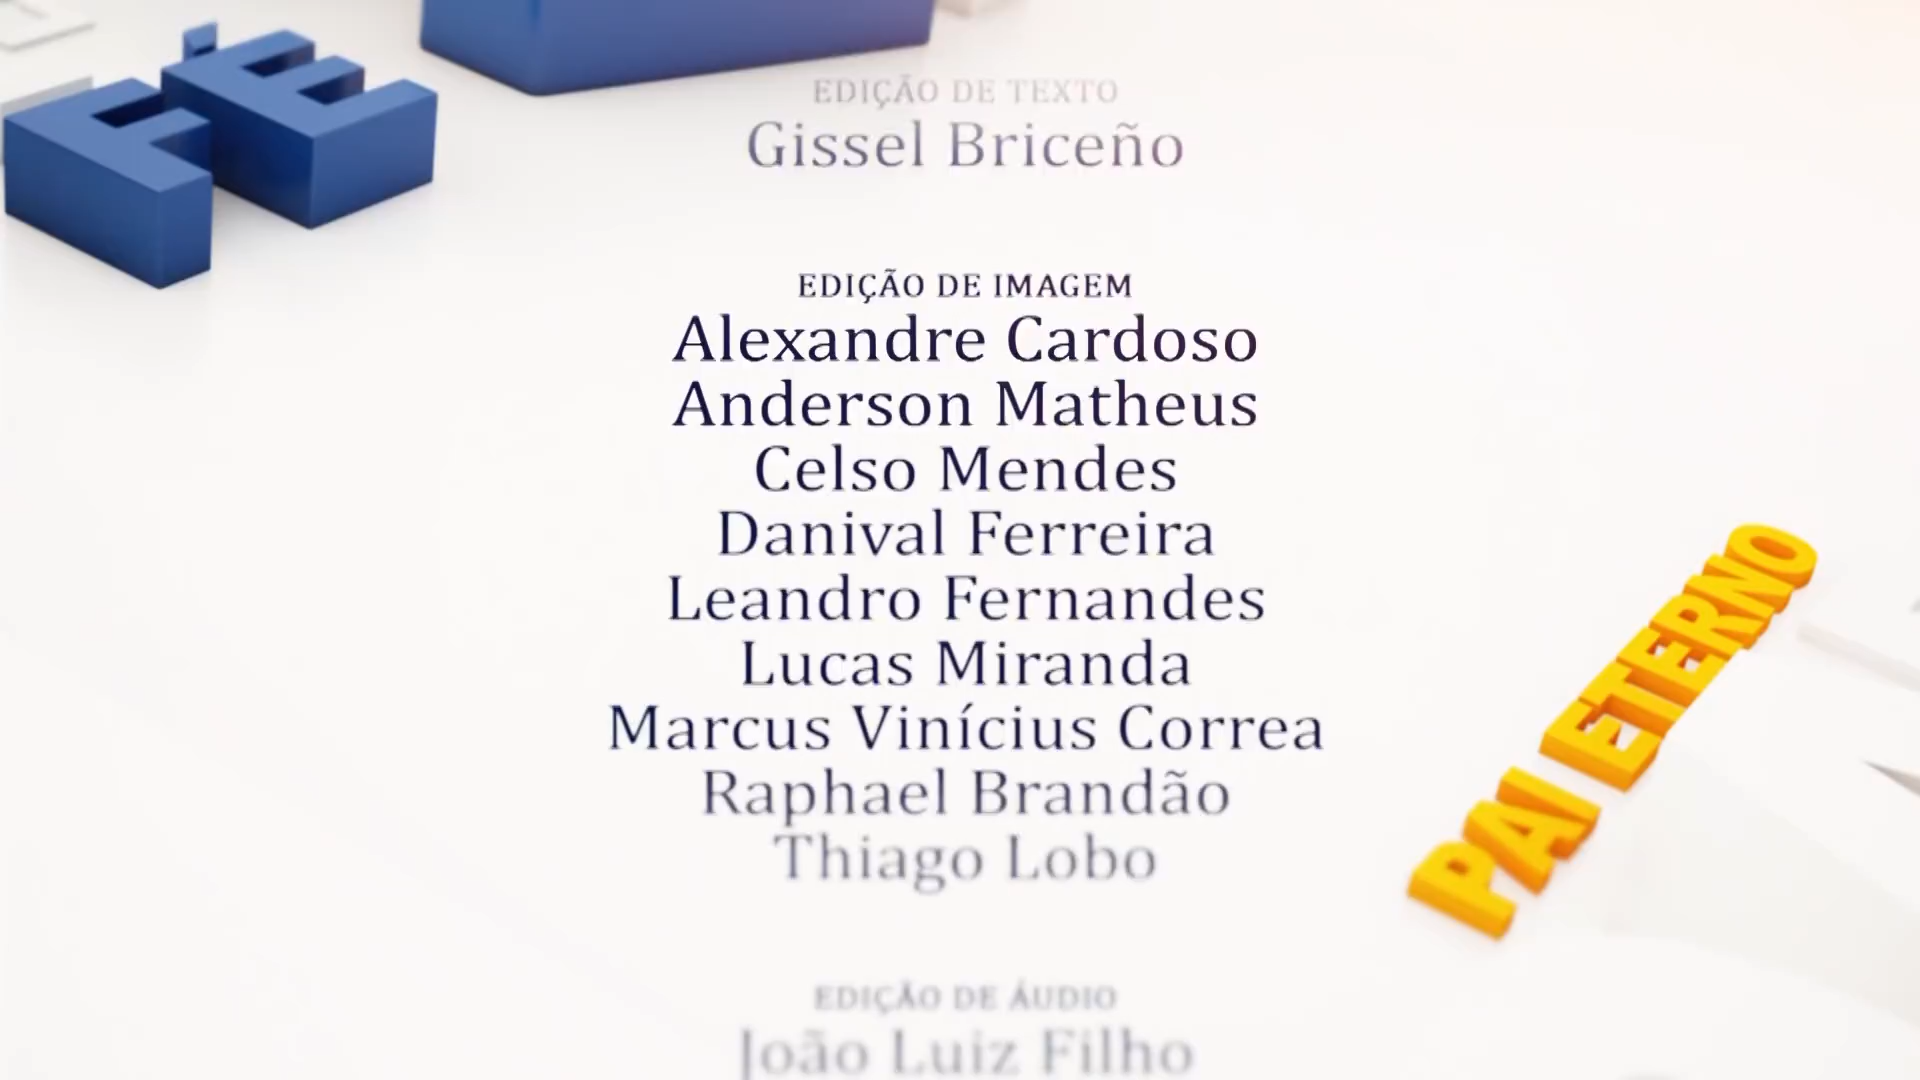 FÉ
EDIÇÃO DE TEXTO
Gissel Briceño
EDIÇÃO DE IMAGEM
Alexandre Cardoso
Anderson Matheus
Celso Mendes
Danival Ferreira
Leandro Fernandes
Lucas Miranda
Marcus Vinícius Correa
Raphael Brandão
Thiago Lobo
PAI ETERNO
EDIÇÃO DE ÁUDIO
João Luiz Filho